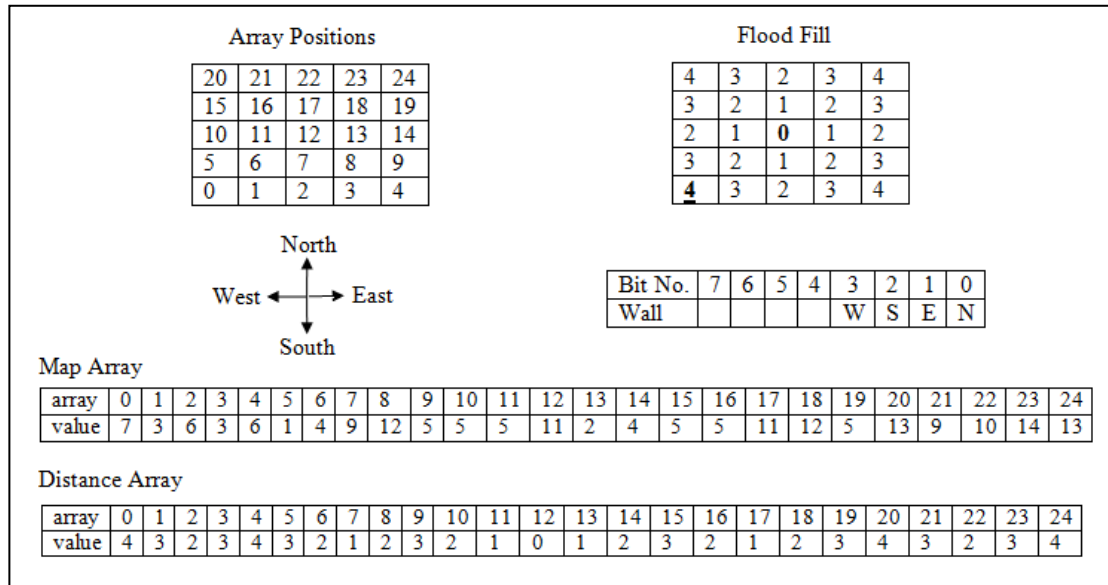 Array Positions
20 21 22 23 24
15 16 17 18 19
10 11 12 13 14
5 6 7 8 9
0 1 2 3 4
Flood Fill
4 3 2 3 4
3 2 1 2 3
2 1 0 1 2
3 2 1 2 3
4 3 2 3 4
North
West East
South
Bit No. 7 6 5 4 3 2 1 0
Wall W S E N
Map Array
array 0 1 2 3 4 5 6 7 8 9 10 11 12 13 14 15 16 17 18 19 20 21 22 23 24
value 7 3 6 3 6 1 4 9 12 5 5 5 11 2 4 5 5 11 12 5 13 9 10 14 13
Distance Array
array 0 1 2 3 4 5 6 7 8 9 10 11 12 13 14 15 16 17 18 19 20 21 22 23 24
value 4 3 2 3 4 3 2 1 2 3 2 1 0 1 2 3 2 1 2 3 4 3 2 3 4